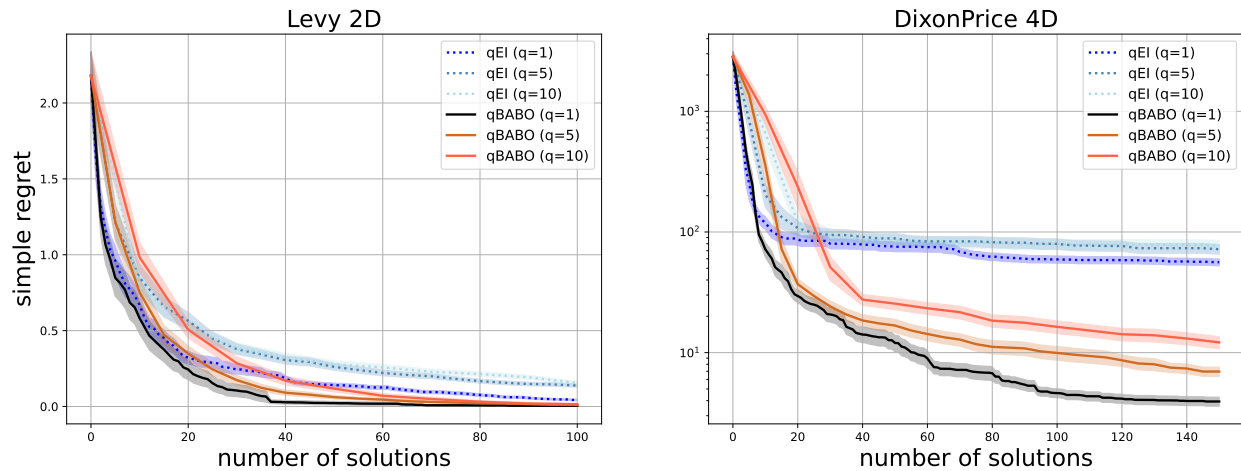 Levy 2D
simple regret
2.0
1.5
1.0
0.5
0.0
0 20 40 60 80 100
number of solutions
qEI (q=1)
qEI (q=5)
qEI (q=10)
qBABO (q=1)
qBABO (q=5)
qBABO (q=10)
DixonPrice 4D
10³
10²
10¹
0 20 40 60 80 100 120 140
number of solutions
qEI (q=1)
qEI (q=5)
qEI (q=10)
qBABO (q=1)
qBABO (q=5)
qBABO (q=10)